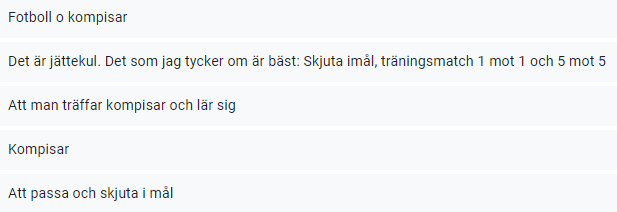 Fotboll o kompisar
Det är jättekul. Det som jag tycker om är bäst: Skjuta imål, träningsmatch 1 mot 1 och 5 mot 5
Att man träffar kompisar och lär sig
Kompisar
Att passa och skjuta i mål